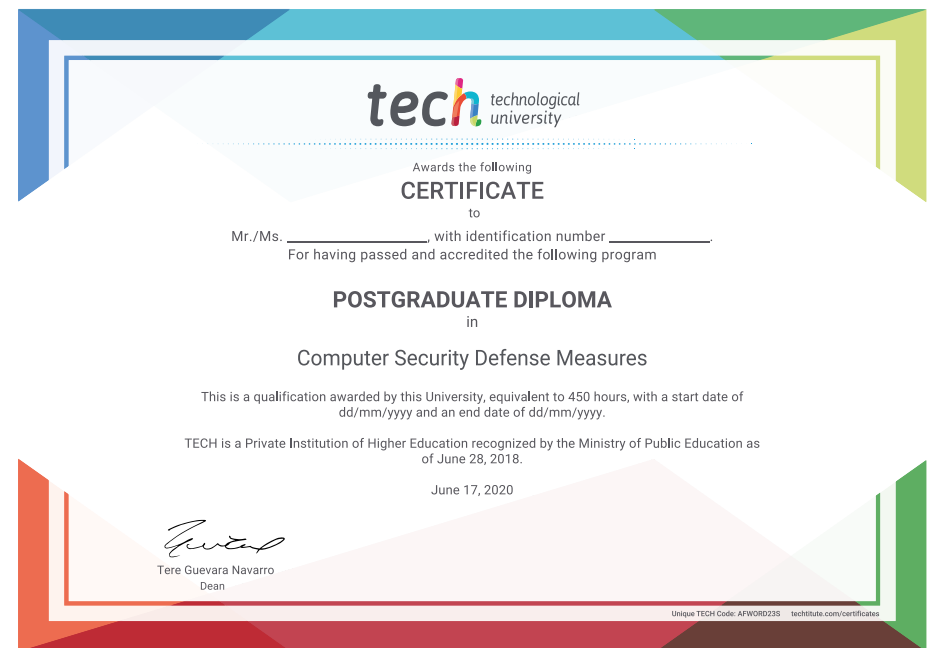 tech technological
university
Awards the following
CERTIFICATE
to
Mr./Ms. ____________________, with identification number ______________.
For having passed and accredited the following program
POSTGRADUATE DIPLOMA
in
Computer Security Defense Measures
This is a qualification awarded by this University, equivalent to 450 hours, with a start date of
dd/mm/yyyy and an end date of dd/mm/yyyy.
TECH is a Private Institution of Higher Education recognized by the Ministry of Public Education as
of June 28, 2018.
June 17, 2020
Tere Guevara Navarro
Dean
Unique TECH Code: AFWORD23S techtitute.com/certificates